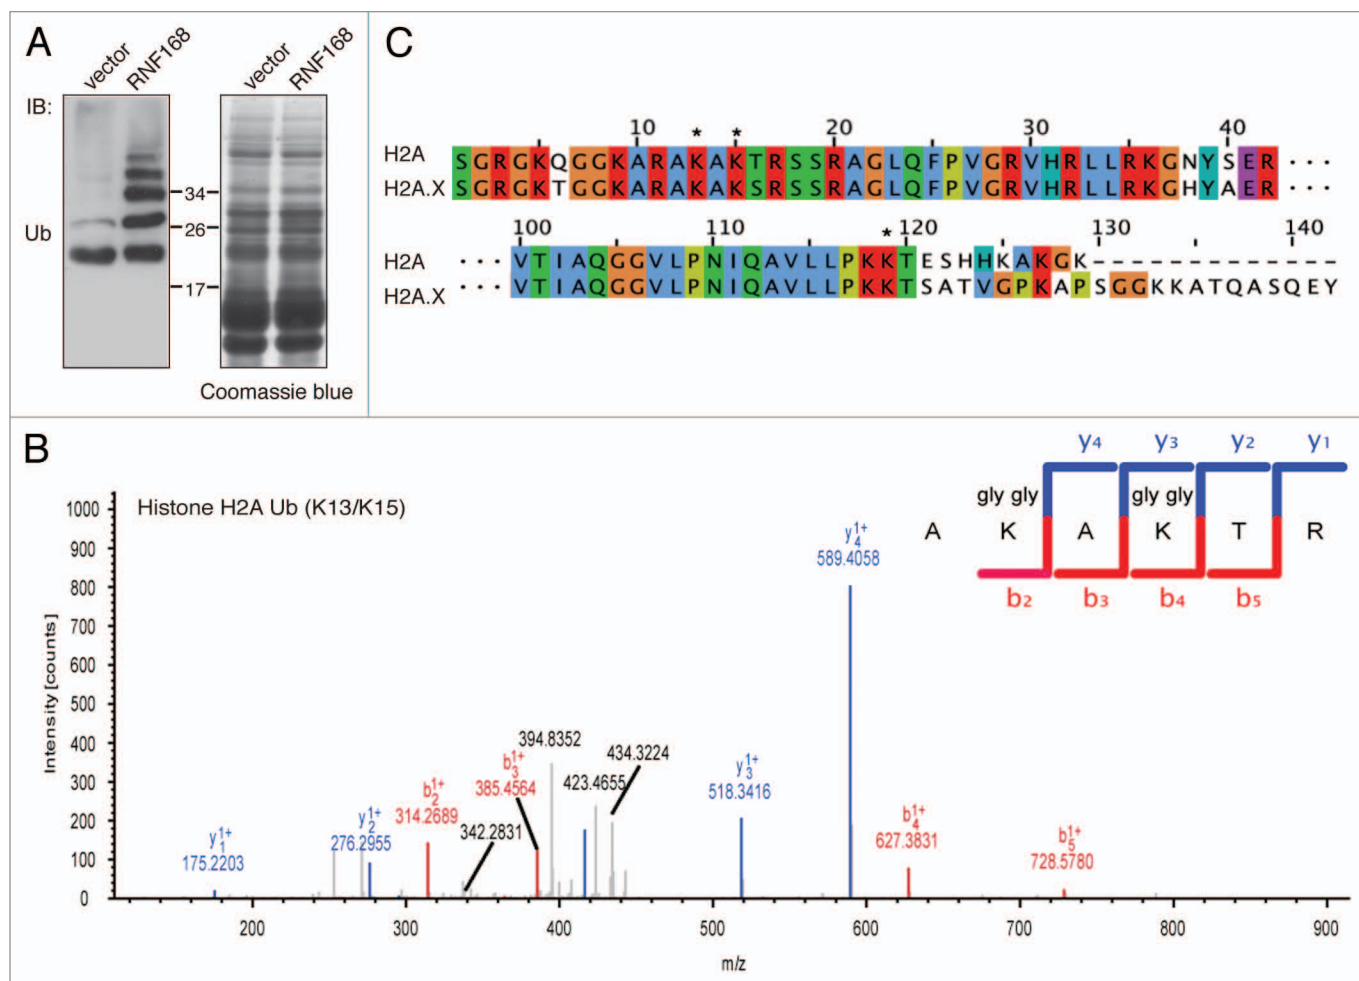 A
vector
RNF168
vector
RNF168
IB:
34
26
Ub
17
Coomassie blue
C
10 * * 20 30 40
H2A SGRGKQGGKARAKAKTRSSRAGLQFPVGRVHRLLRKGNYSER ···
H2A.X SGRGKTGGKARAKAKSRSSRAGLQFPVGRVHRLLRKGHYAER ···
100 110 * 120 130 140
H2A ··· VTIAQGGVLPNIQAVLLPKKTESHHKAKGK-------------
H2A.X ··· VTIAQGGVLPNIQAVLLPKKTSATVGPKAPSGGKKATQASQEY
B
Histone H2A Ub (K13/K15)
y4 y3 y2 y1
gly gly gly gly
A K A K T R
b2 b3 b4 b5
Intensity [counts]
1000
900
800
700
600
500
400
300
200
100
0
y1 1+
175.2203
y2 1+
276.2955
b2 1+
314.2689
342.2831
b3 1+
385.4564
394.8352
423.4655
434.3224
y3 1+
518.3416
y4 1+
589.4058
b4 1+
627.3831
b5 1+
728.5780
200 300 400 500 600 700 800 900
m/z